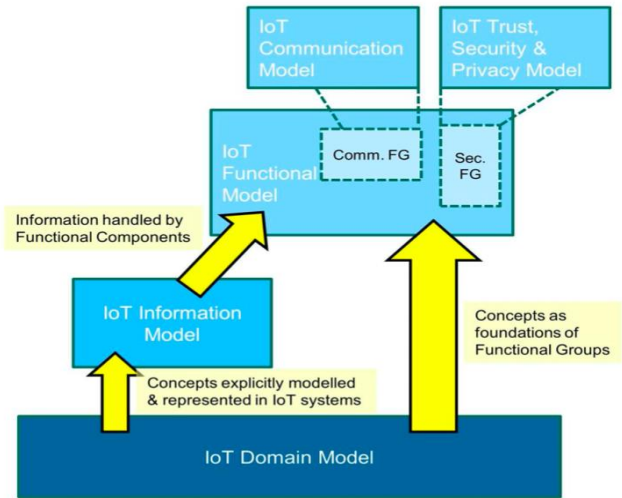 IoT
Communication
Model
IoT Trust,
Security &
Privacy Model
IoT
Functional
Model
Comm. FG
Sec.
FG
Information handled by
Functional Components
IoT Information
Model
Concepts as
foundations of
Functional Groups
Concepts explicitly modelled
& represented in IoT systems
IoT Domain Model